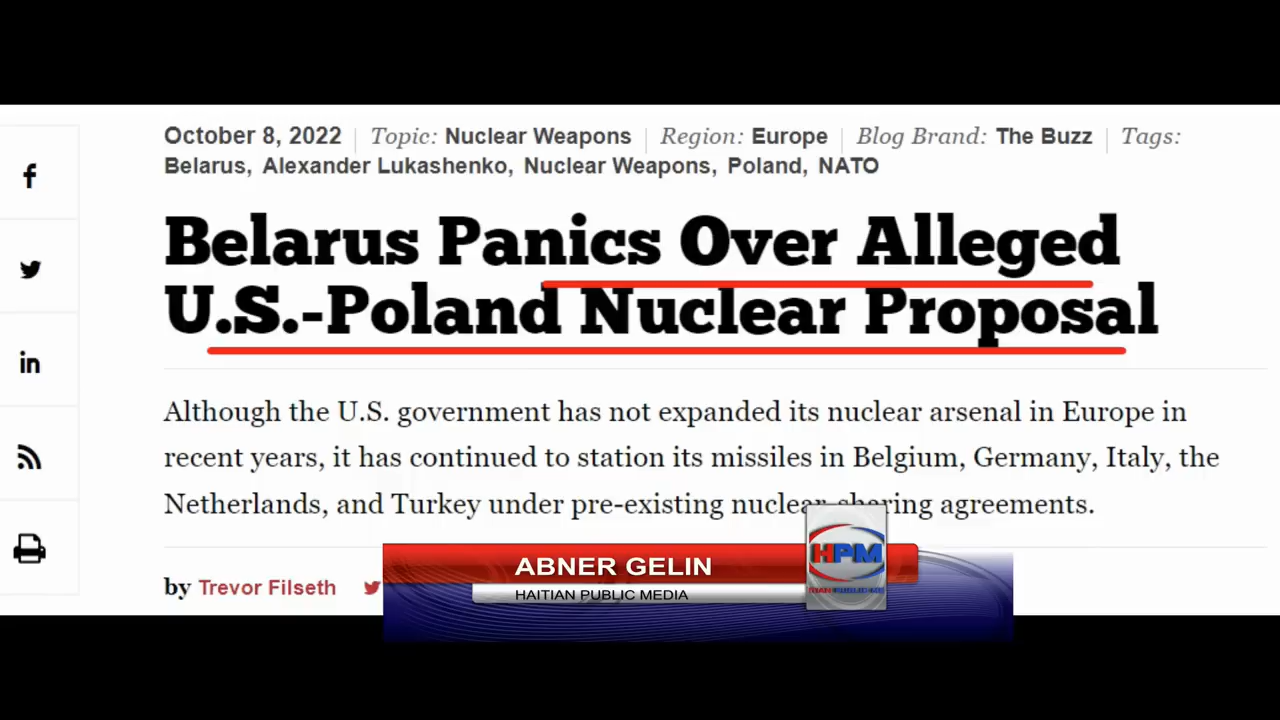 October 8, 2022 | Topic: Nuclear Weapons | Region: Europe | Blog Brand: The Buzz | Tags:
Belarus, Alexander Lukashenko, Nuclear Weapons, Poland, NATO
Belarus Panics Over Alleged
U.S.-Poland Nuclear Proposal
Although the U.S. government has not expanded its nuclear arsenal in Europe in
recent years, it has continued to station its missiles in Belgium, Germany, Italy, the
Netherlands, and Turkey under pre-existing nuclear-sharing agreements.
by Trevor Filseth
ABNER GELIN
HAITIAN PUBLIC MEDIA
HPM
f
in